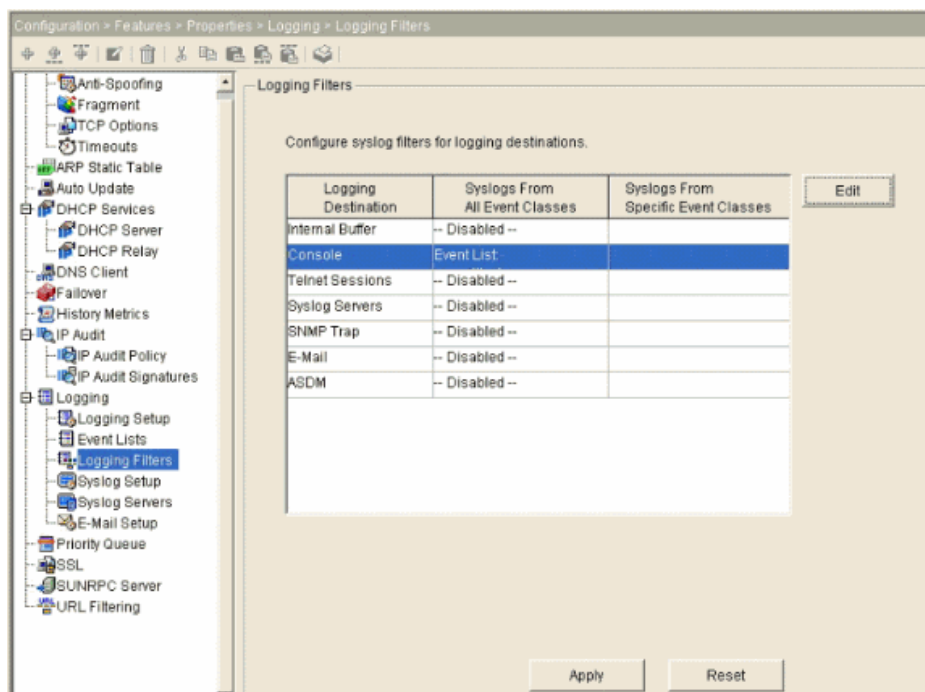 Configuration > Features > Properties > Logging > Logging Filters
Anti-Spoofing
Fragment
TCP Options
Timeouts
ARP Static Table
Auto Update
DHCP Services
DHCP Server
DHCP Relay
DNS Client
Failover
History Metrics
IP Audit
IP Audit Policy
IP Audit Signatures
Logging
Logging Setup
Event Lists
Logging Filters
Syslog Setup
Syslog Servers
E-Mail Setup
Priority Queue
SSL
SUNRPC Server
URL Filtering
Logging Filters
Configure syslog filters for logging destinations.
Logging Destination Syslogs From All Event Classes Syslogs From Specific Event Classes
Internal Buffer -- Disabled --
Console Event List:
Telnet Sessions -- Disabled --
Syslog Servers -- Disabled --
SNMP Trap -- Disabled --
E-Mail -- Disabled --
ASDM -- Disabled --
Edit
Apply Reset